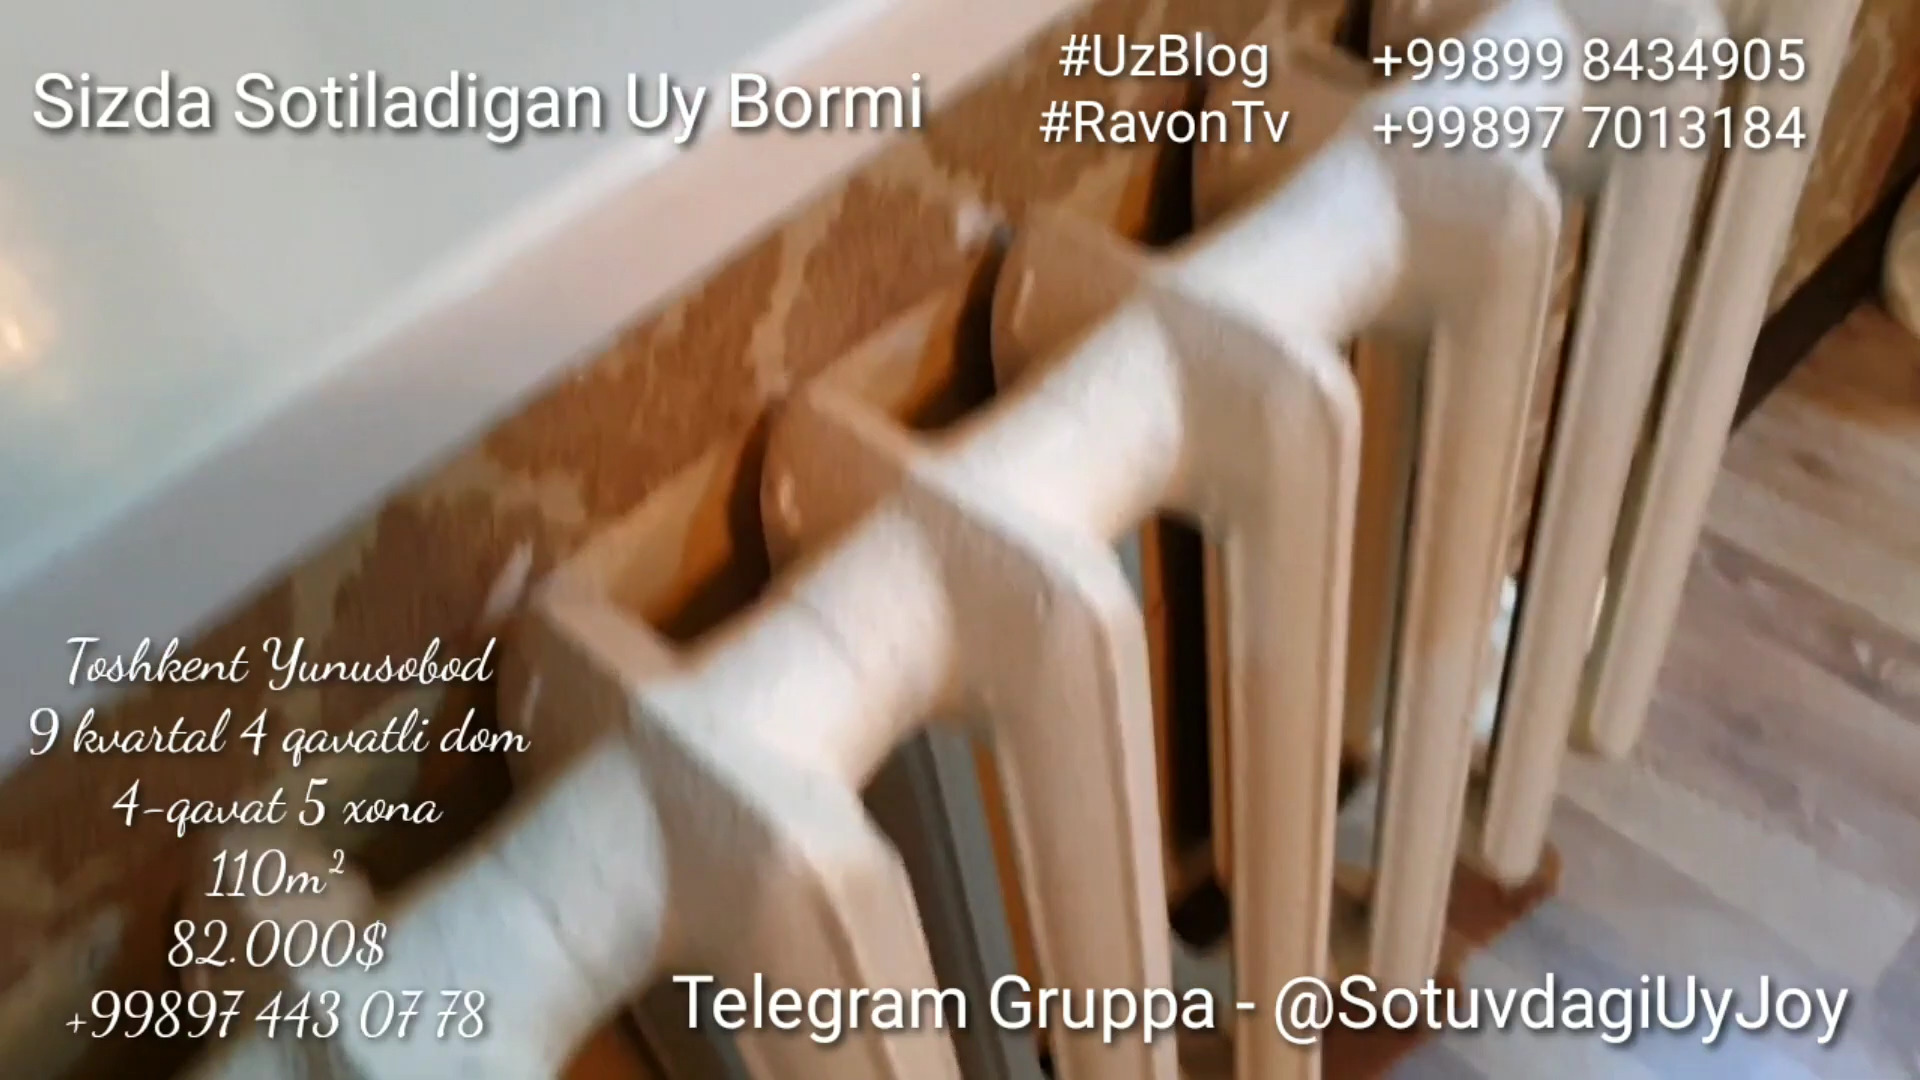 Sizda Sotiladigan Uy Bormi
#UzBlog
#RavonTv
+99899 8434905
+99897 7013184
Toshkent Yunusobod
9 kvartal 4 qavatli dom
4-qavat 5 xona
110m²
82.000$
+99897 443 07 78
Telegram Gruppa - @SotuvdagiUyJoy